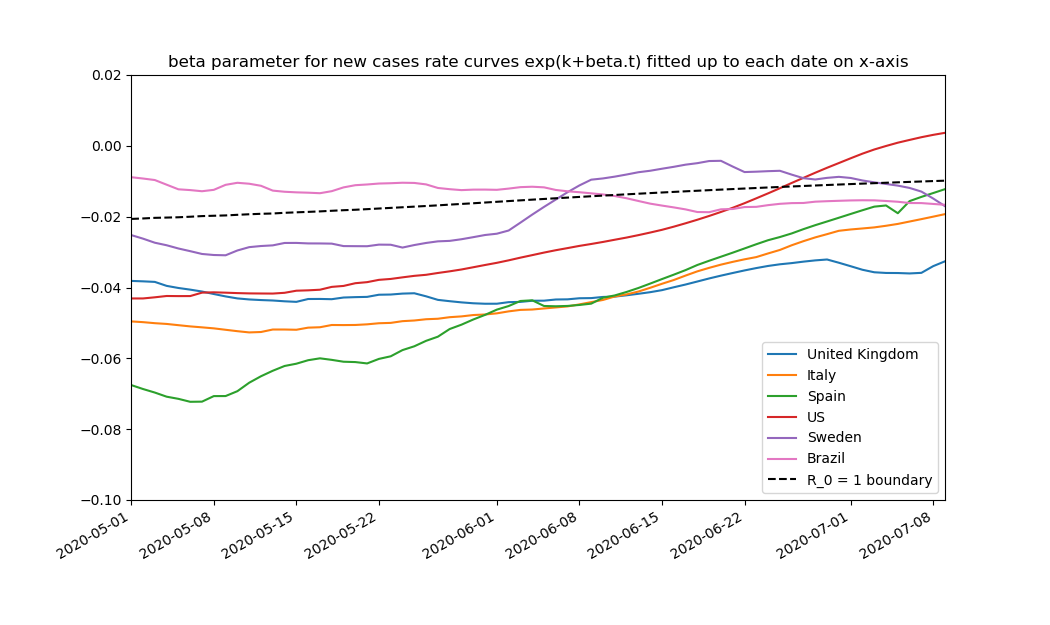 beta parameter for new cases rate curves exp(k+beta.t) fitted up to each date on x-axis
0.02
0.00
−0.02
−0.04
−0.06
−0.08
−0.10
United Kingdom
Italy
Spain
US
Sweden
Brazil
R_0 = 1 boundary
2020-05-01
2020-05-08
2020-05-15
2020-05-22
2020-06-01
2020-06-08
2020-06-15
2020-06-22
2020-07-01
2020-07-08